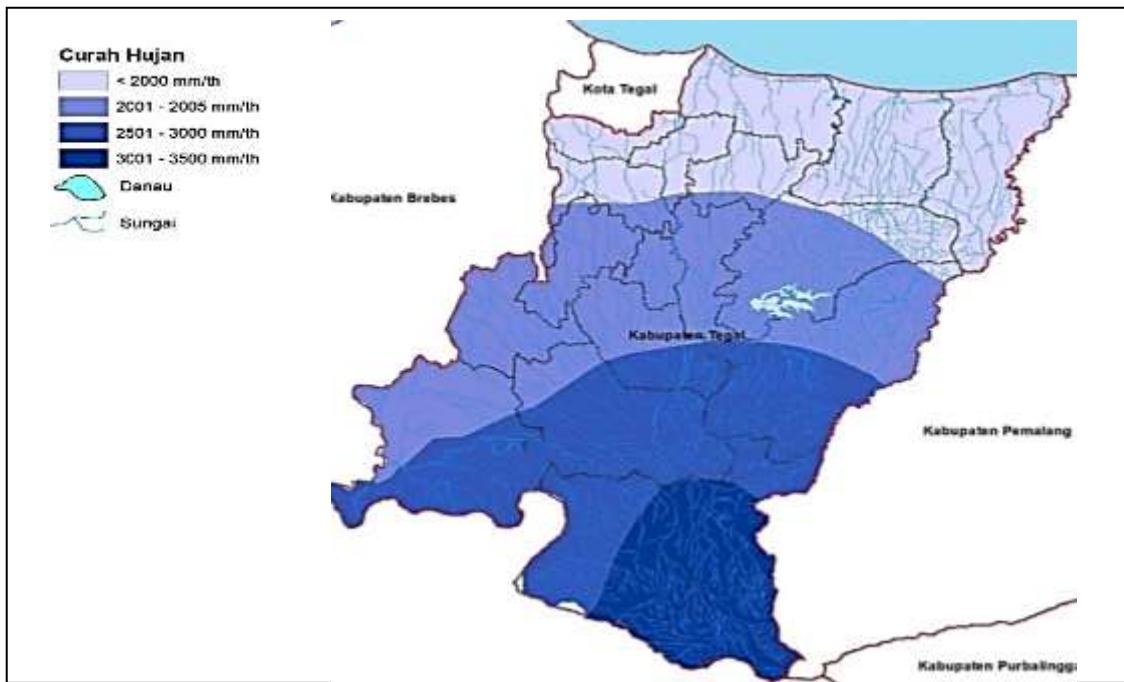 Curah Hujan
< 2000 mm/th
2001 - 2005 mm/th
2501 - 3000 mm/th
3001 - 3500 mm/th
Danau
Sungai
Kota Tegal
Kabupaten Brebes
Kabupaten Tegal
Kabupaten Pemalang
Kabupaten Purbalingga